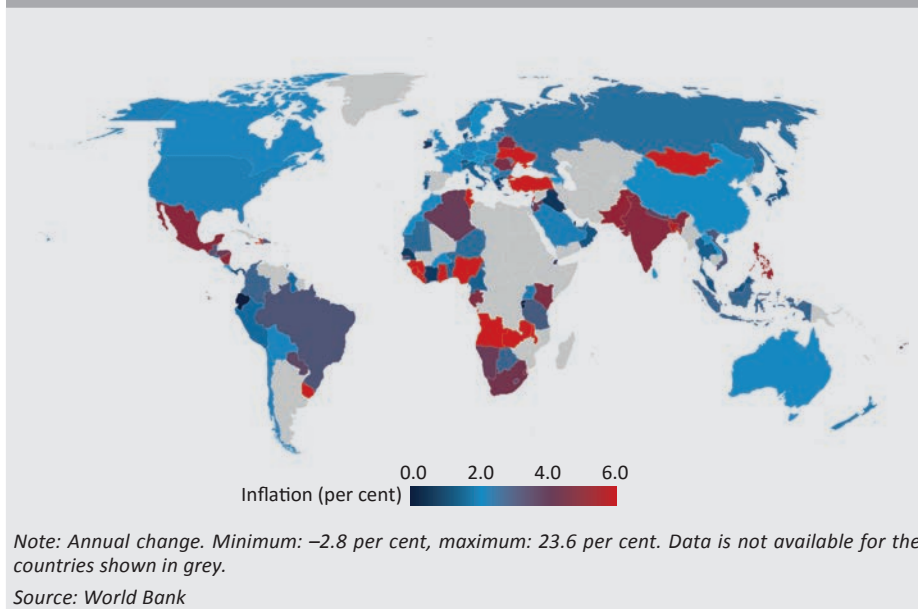 0.0 2.0 4.0 6.0
Inflation (per cent)
Note: Annual change. Minimum: –2.8 per cent, maximum: 23.6 per cent. Data is not available for the
countries shown in grey.
Source: World Bank